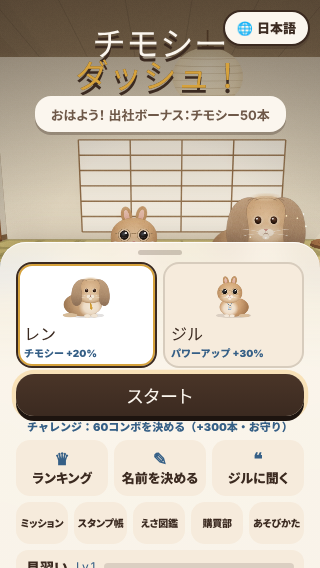 日本語
チモシー
ダッシュ！
おはよう！出社ボーナス：チモシー50本
レン
チモシー +20%
ジル
パワーアップ +30%
スタート
チャレンジ：60コンボを決める（+300本・お守り）
ランキング
名前を決める
ジルに聞く
ミッション
スタンプ帳
えさ図鑑
購買部
あそびかた
見習い Lv.1